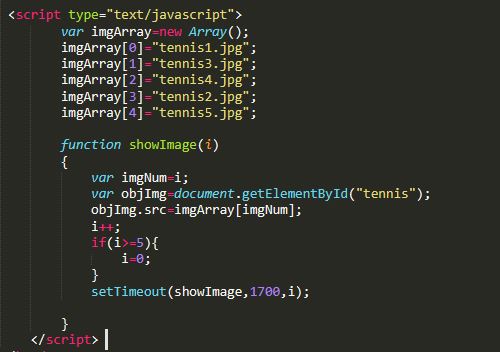 <script type="text/javascript">
var imgArray=new Array();
imgArray[0]="tennis1.jpg";
imgArray[1]="tennis3.jpg";
imgArray[2]="tennis4.jpg";
imgArray[3]="tennis2.jpg";
imgArray[4]="tennis5.jpg";
function showImage(i)
{
var imgNum=i;
var objImg=document.getElementById("tennis");
objImg.src=imgArray[imgNum];
i++;
if(i>=5){
i=0;
}
setTimeout(showImage,1700,i);
}
</script>